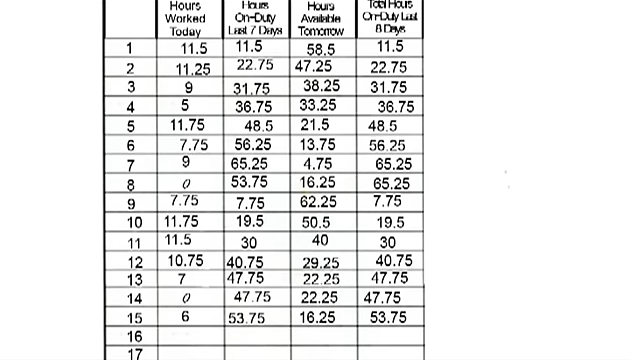 Hours Worked Today | Hours On-Duty Last 7 Days | Hours Available Tomorrow | Total Hours On-Duty Last 8 Days
1 11.5 11.5 58.5 11.5
2 11.25 22.75 47.25 22.75
3 9 31.75 38.25 31.75
4 5 36.75 33.25 36.75
5 11.75 48.5 21.5 48.5
6 7.75 56.25 13.75 56.25
7 9 65.25 4.75 65.25
8 0 53.75 16.25 65.25
9 7.75 7.75 62.25 7.75
10 11.75 19.5 50.5 19.5
11 11.5 30 40 30
12 10.75 40.75 29.25 40.75
13 7 47.75 22.25 47.75
14 0 47.75 22.25 47.75
15 6 53.75 16.25 53.75
16
17